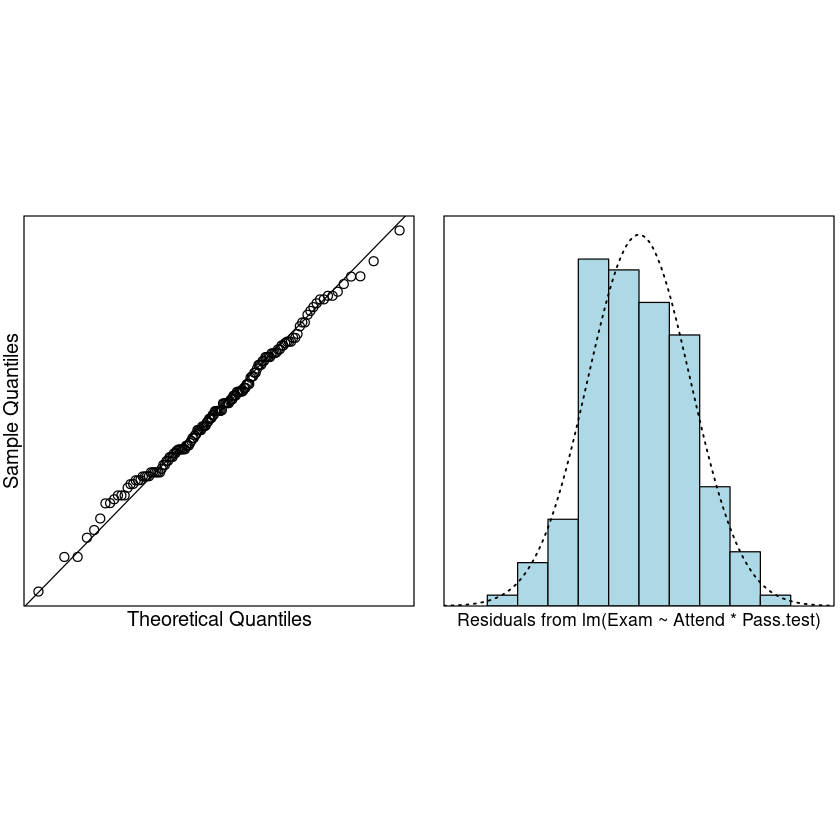 Sample Quantiles
Theoretical Quantiles
Residuals from lm(Exam ~ Attend * Pass.test)